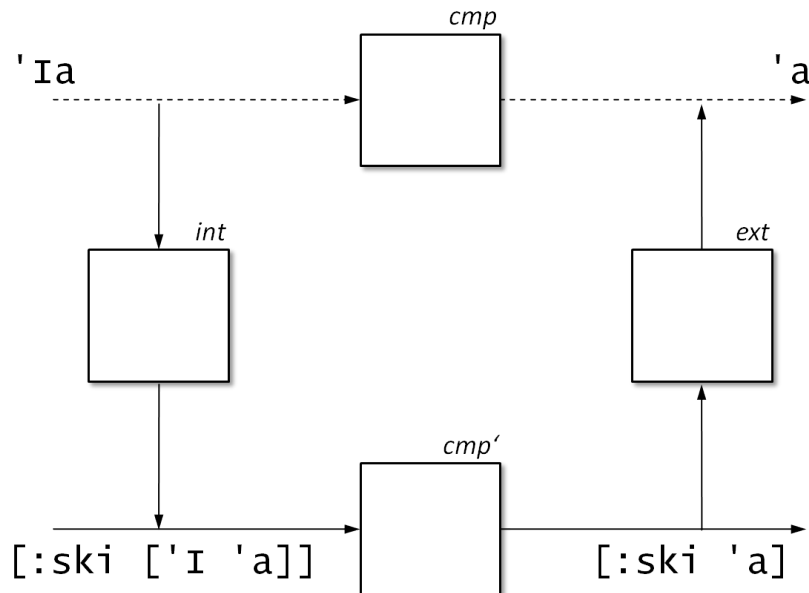 cmp
'Ia
'a
int
ext
cmp‘
[:ski ['I 'a]]
[:ski 'a]